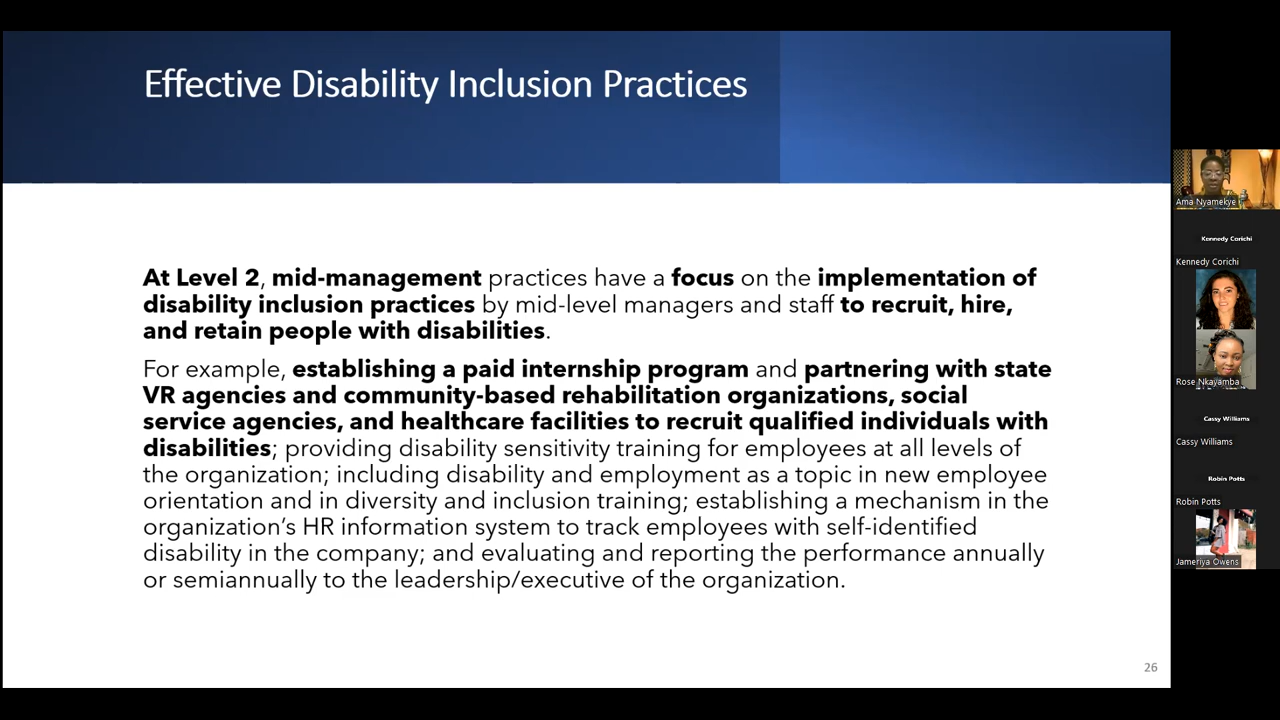 Effective Disability Inclusion Practices
At Level 2, mid-management practices have a focus on the implementation of
disability inclusion practices by mid-level managers and staff to recruit, hire,
and retain people with disabilities.
For example, establishing a paid internship program and partnering with state
VR agencies and community-based rehabilitation organizations, social
service agencies, and healthcare facilities to recruit qualified individuals with
disabilities; providing disability sensitivity training for employees at all levels of
the organization; including disability and employment as a topic in new employee
orientation and in diversity and inclusion training; establishing a mechanism in the
organization's HR information system to track employees with self-identified
disability in the company; and evaluating and reporting the performance annually
or semiannually to the leadership/executive of the organization.
26
Ama Nyamekye
Kennedy Corichi
Kennedy Corichi
Rose Nkayamba
Cassy Williams
Cassy Williams
Robin Potts
Robin Potts
Jameriya Owens